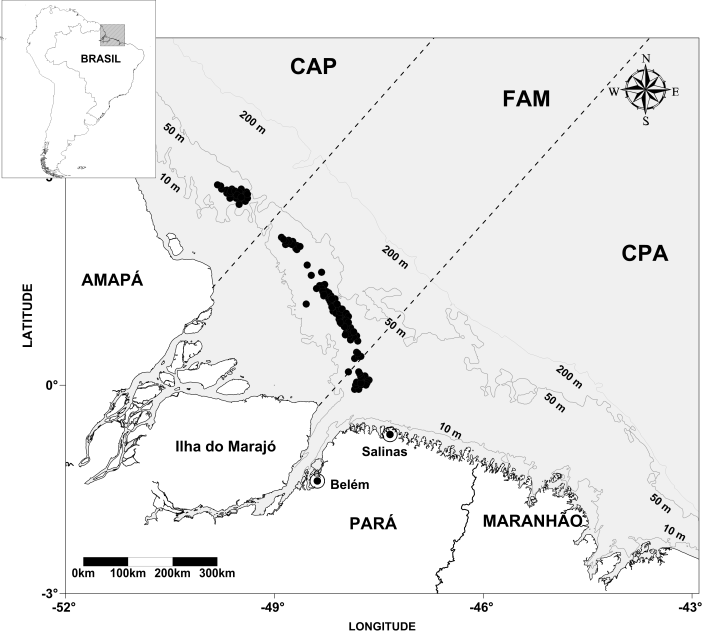 BRASIL
CAP
FAM
CPA
N
W
E
S
50 m
200 m
10 m
200 m
50 m
200 m
50 m
10 m
50 m
10 m
AMAPÁ
Ilha do Marajó
Salinas
Belém
PARÁ
MARANHÃO
0km
100km
200km
300km
LATITUDE
0°
-3°
-52°
-49°
-46°
-43°
LONGITUDE